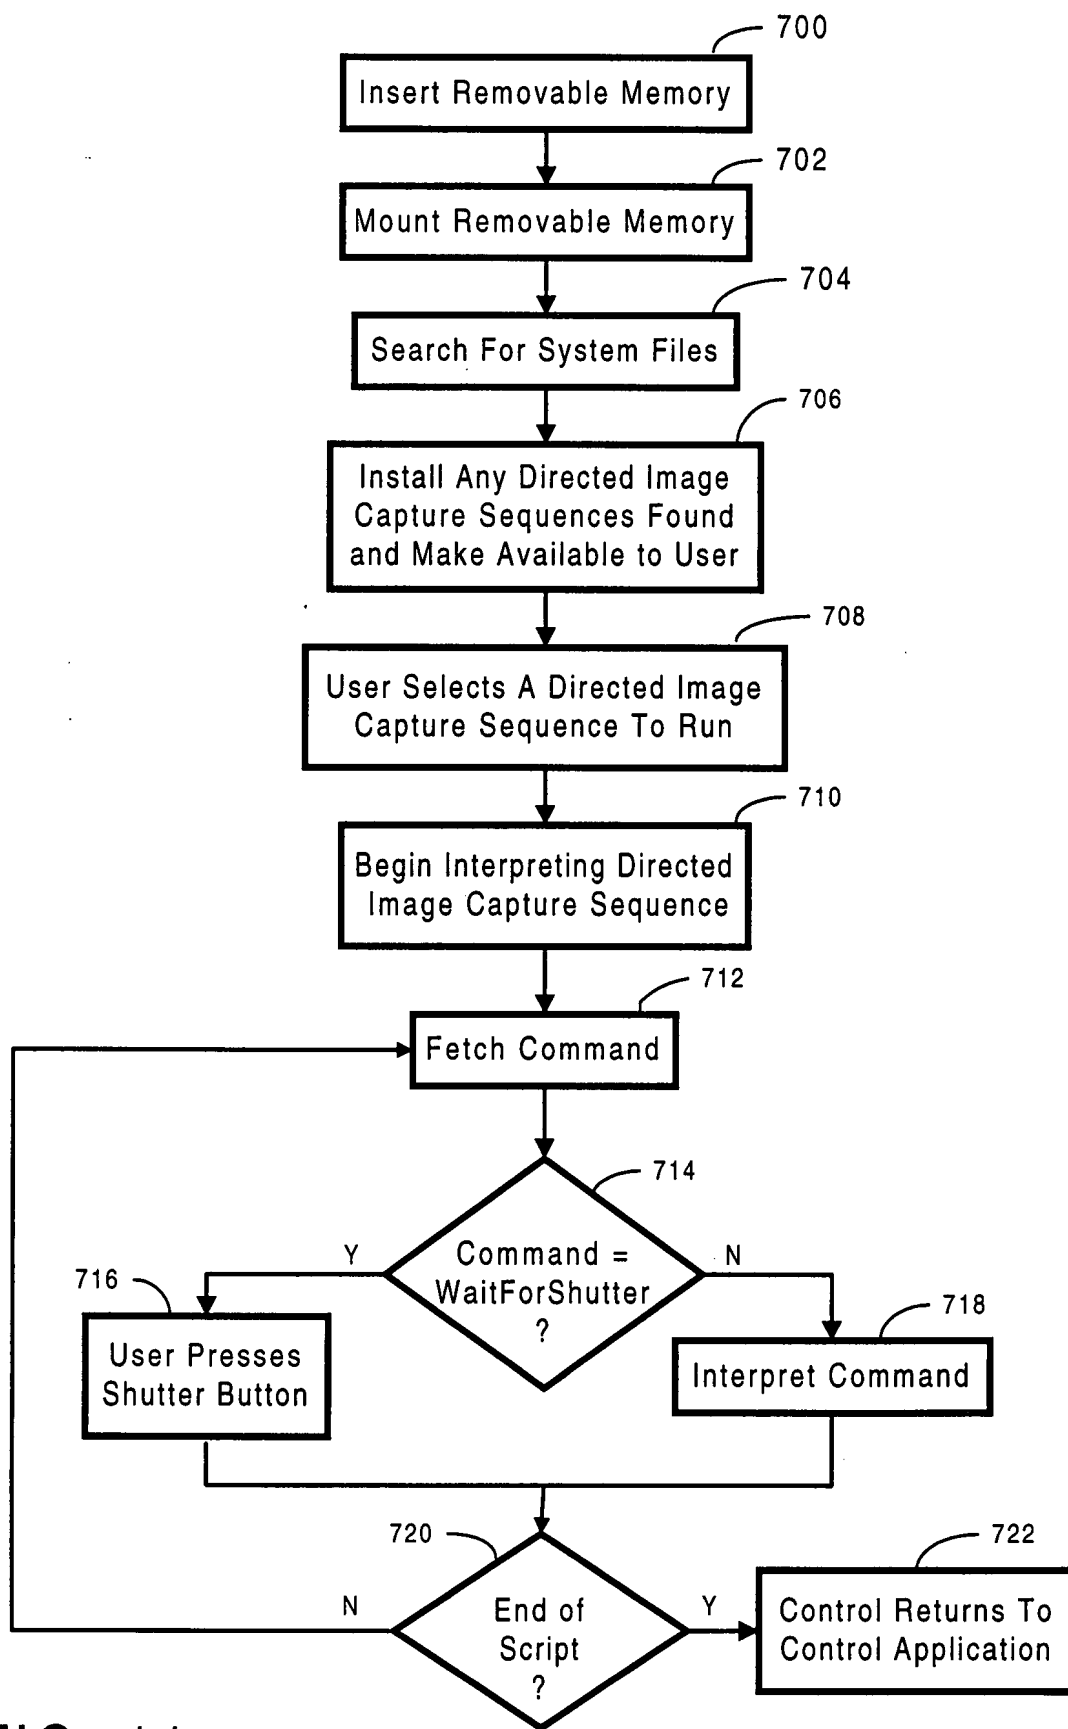 700
Insert Removable Memory
702
Mount Removable Memory
704
Search For System Files
706
Install Any Directed Image
Capture Sequences Found
and Make Available to User
708
User Selects A Directed Image
Capture Sequence To Run
710
Begin Interpreting Directed
Image Capture Sequence
712
Fetch Command
714
Command =
WaitForShutter
?
Y
N
716
User Presses
Shutter Button
718
Interpret Command
720
End of
Script
?
N
Y
722
Control Returns To
Control Application